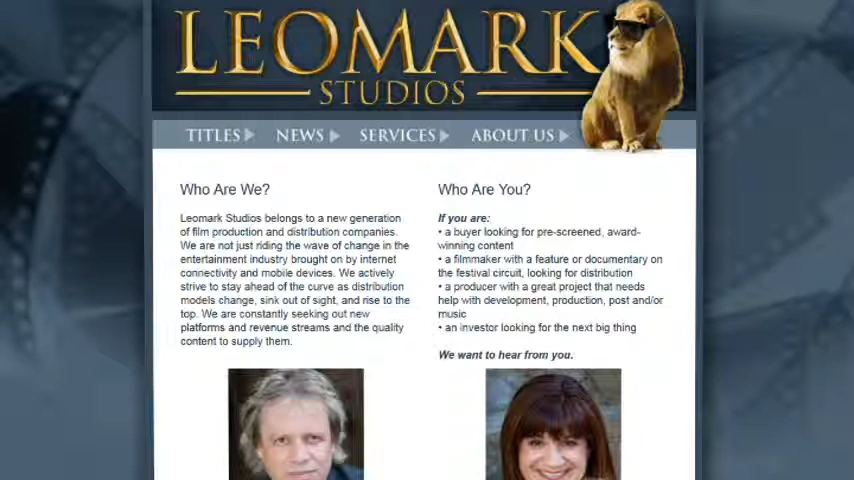 LEOMARK
STUDIOS
TITLES
NEWS
SERVICES
ABOUT US
Who Are We?
Leomark Studios belongs to a new generation
of film production and distribution companies.
We are not just riding the wave of change in the
entertainment industry brought on by internet
connectivity and mobile devices. We actively
strive to stay ahead of the curve as distribution
models change, sink out of sight, and rise to the
top. We are constantly seeking out new
platforms and revenue streams and the quality
content to supply them.
Who Are You?
If you are:
• a buyer looking for pre-screened, award-
winning content
• a filmmaker with a feature or documentary on
the festival circuit, looking for distribution
• a producer with a great project that needs
help with development, production, post and/or
music
• an investor looking for the next big thing
We want to hear from you.